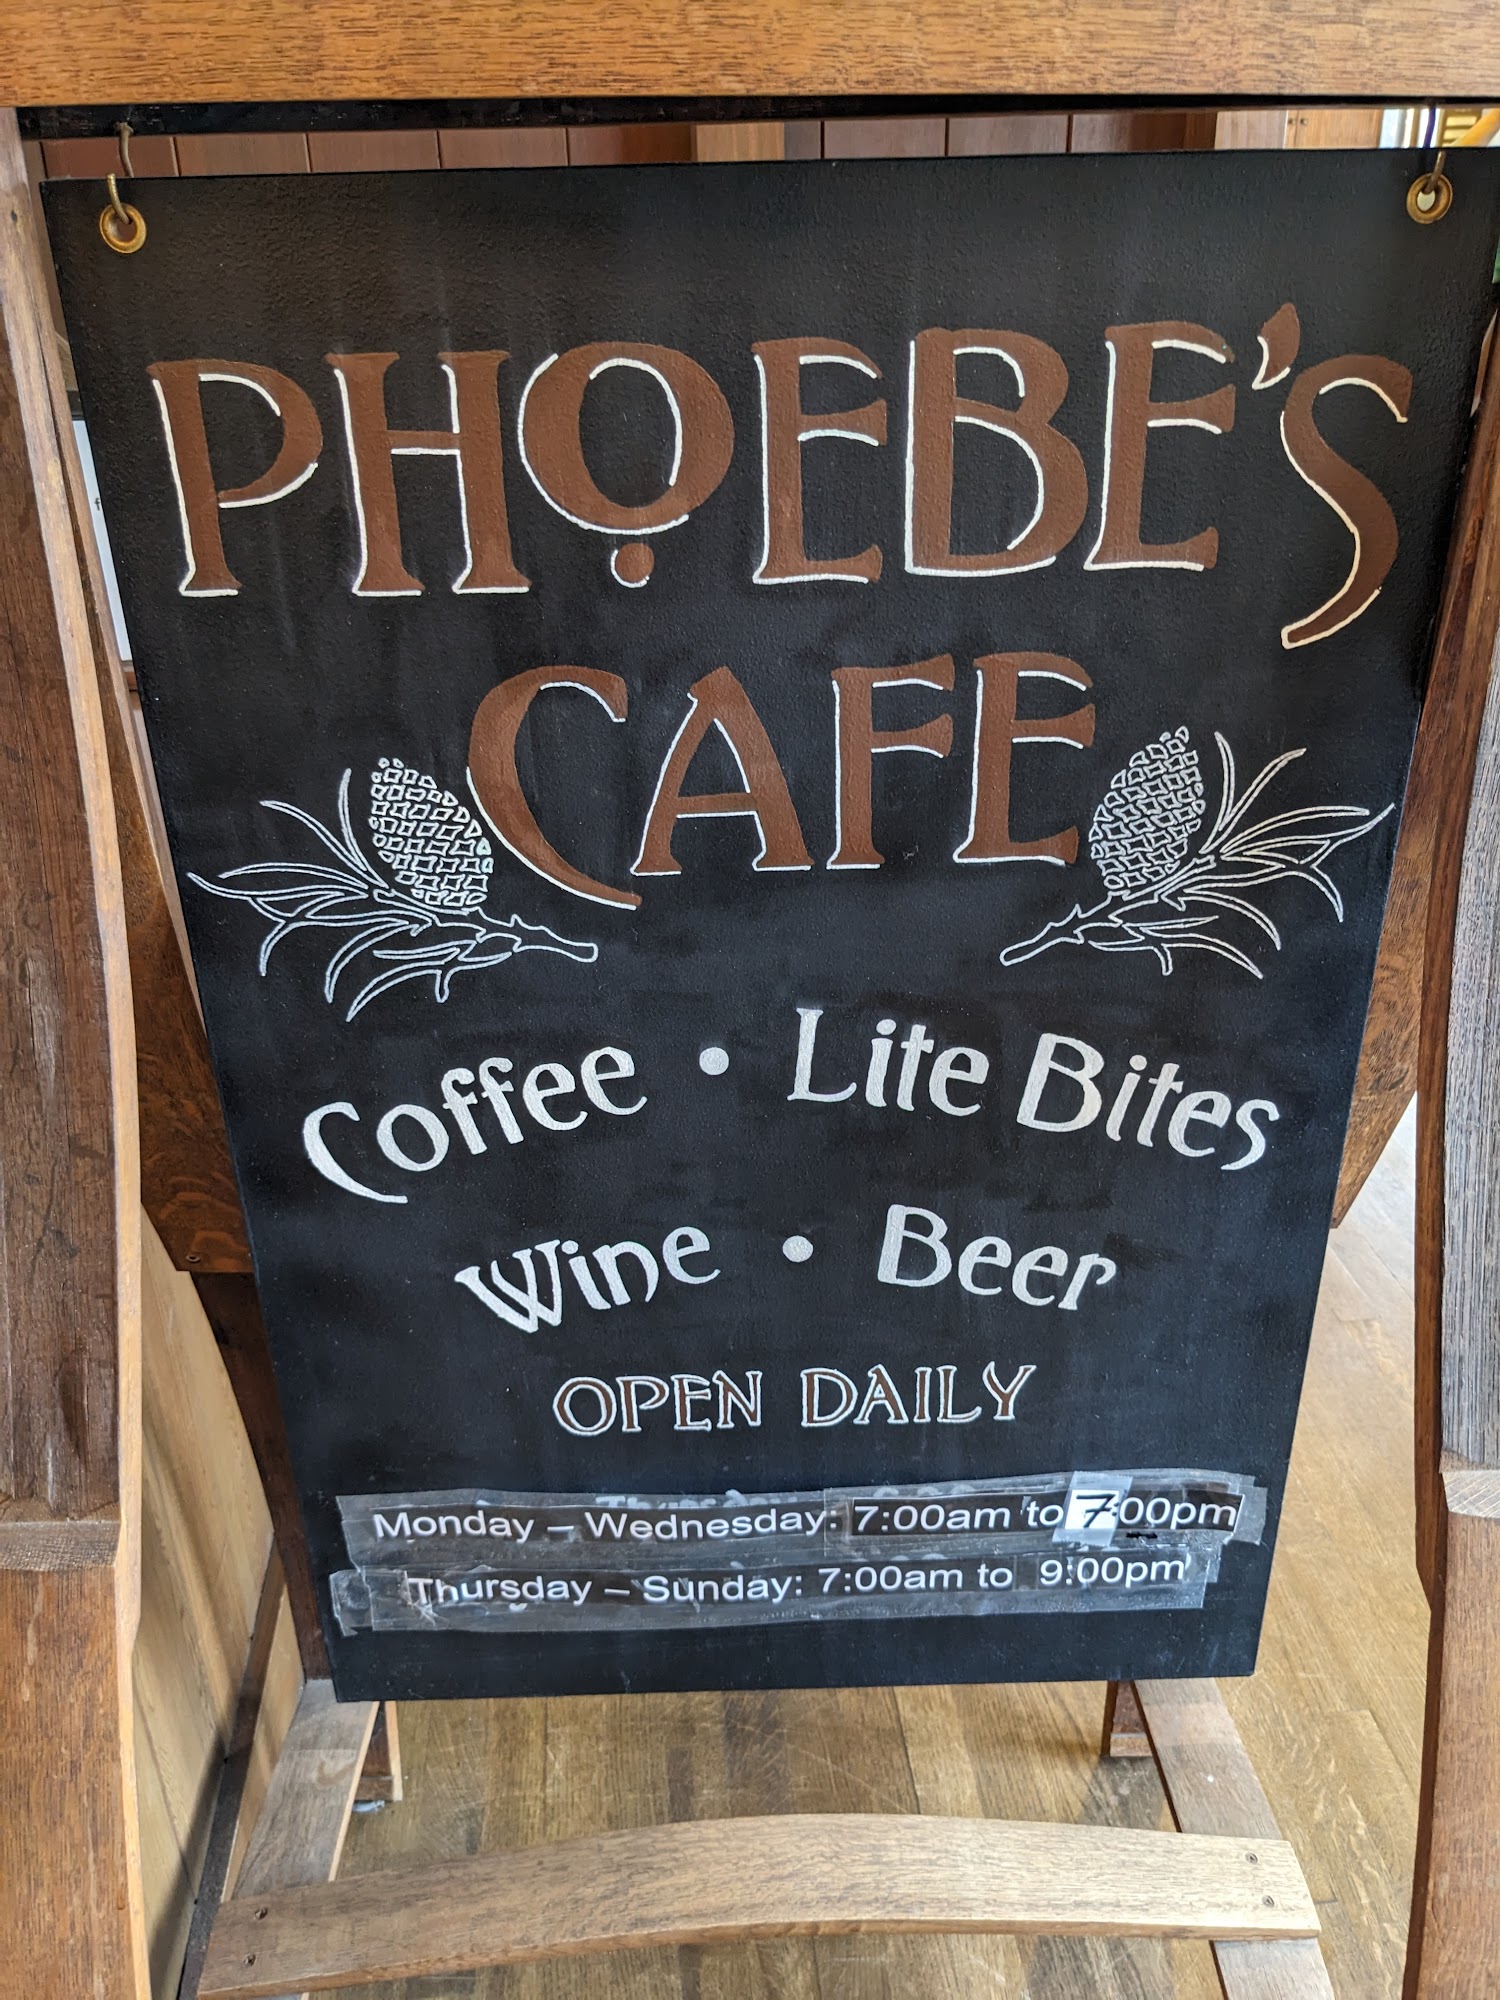 PHOEBE'S
CAFE
Coffee • Lite Bites
Wine • Beer
OPEN DAILY
Monday – Wednesday: 7:00am to 7:00pm
Thursday – Sunday: 7:00am to 9:00pm